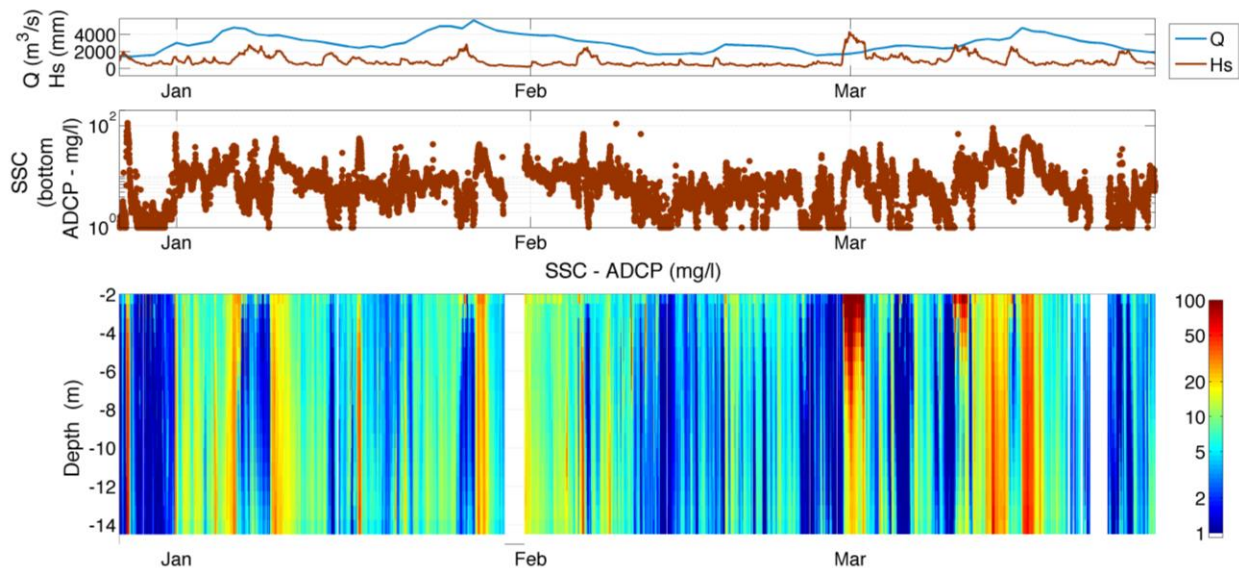 Q (m³/s)
Hs (mm)
4000
2000
0
Jan
Feb
Mar
Q
Hs
SSC
(bottom
ADCP - mg/l)
10²
10⁰
Jan
Feb
Mar
SSC - ADCP (mg/l)
Depth (m)
-2
-4
-6
-8
-10
-12
-14
Jan
Feb
Mar
100
50
20
10
5
2
1